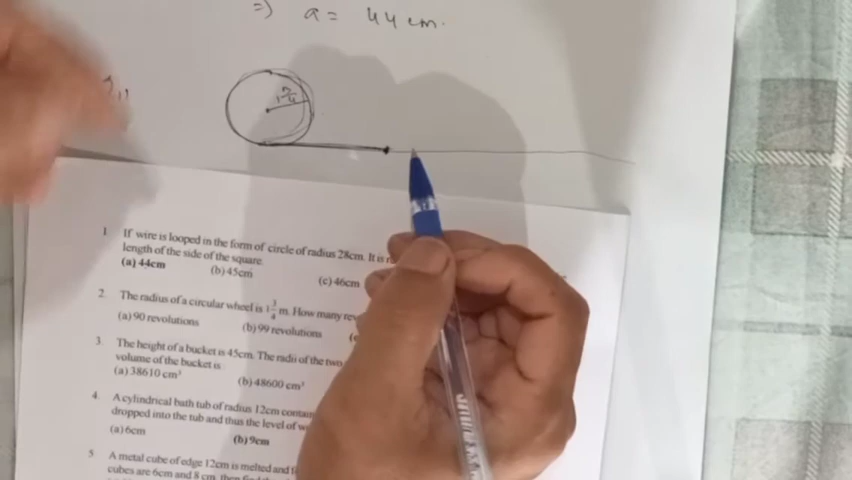 =) a = 44 cm.
1 If wire is looped in the form of circle of radius 28cm. It is
length of the side of the square.
(a) 44cm (b) 45cm (c) 46cm
2. The radius of a circular wheel is 1 3/4 m. How many
(a) 90 revolutions (b) 99 revolutions
3. The height of a bucket is 45cm. The radii of the two
volume of the bucket is
(a) 38610 cm³ (b) 48600 cm³
4. A cylindrical bath tub of radius 12cm
dropped into the tub and thus the level of
(a) 6cm (b) 9cm
5 A metal cube of edge 12cm is melted and
cubes are 6cm and 8 cm, then